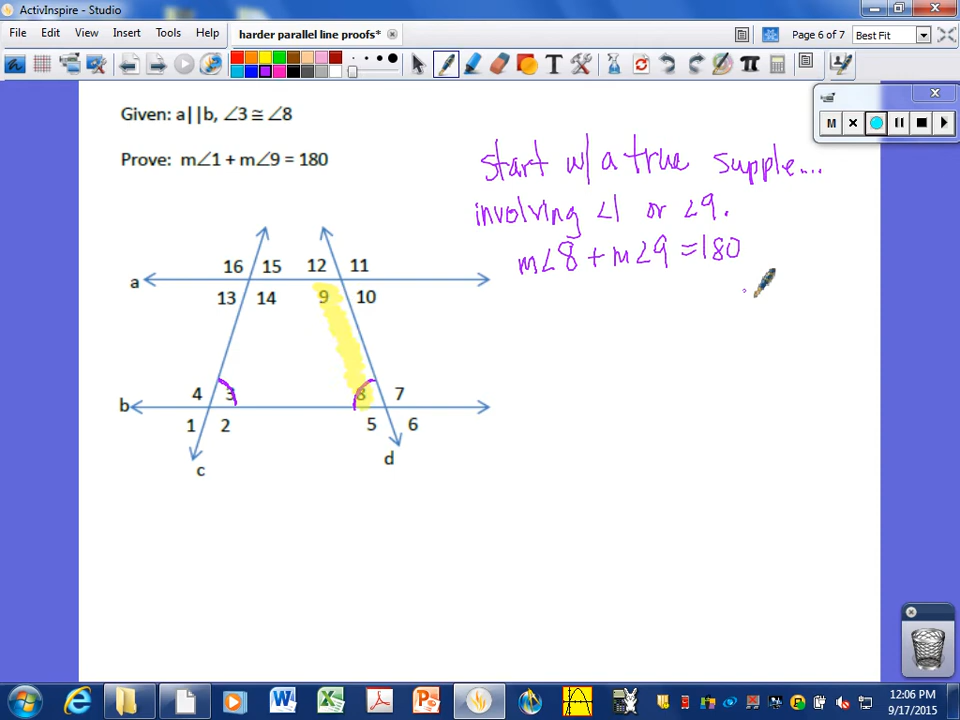 ActivInspire - Studio
File Edit View Insert Tools Help
harder parallel line proofs*
Page 6 of 7
Best Fit
M
Given: a||b, ∠3 ≅ ∠8
Prove: m∠1 + m∠9 = 180
start w/ a true supple...
involving ∠1 or ∠9.
m∠8 + m∠9 = 180
16 15 12 11
a
13 14 9 10
4 3 8 7
b
1 2 5 6
c d
12:06 PM
9/17/2015